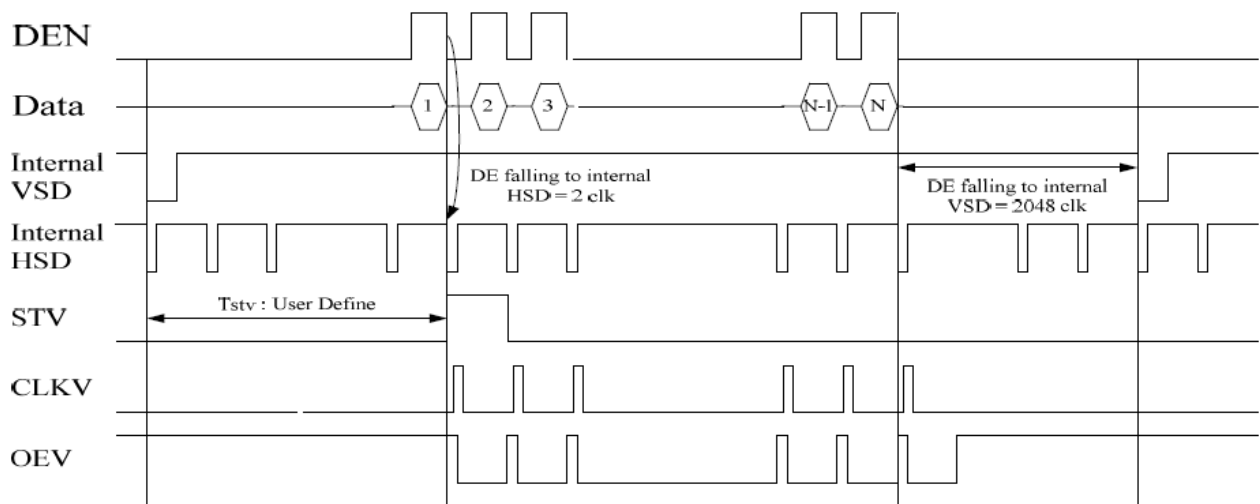 DEN
Data
1
2
3
N-1
N
Internal
VSD
DE falling to internal
HSD = 2 clk
DE falling to internal
VSD = 2048 clk
Internal
HSD
Tstv : User Define
STV
CLKV
OEV